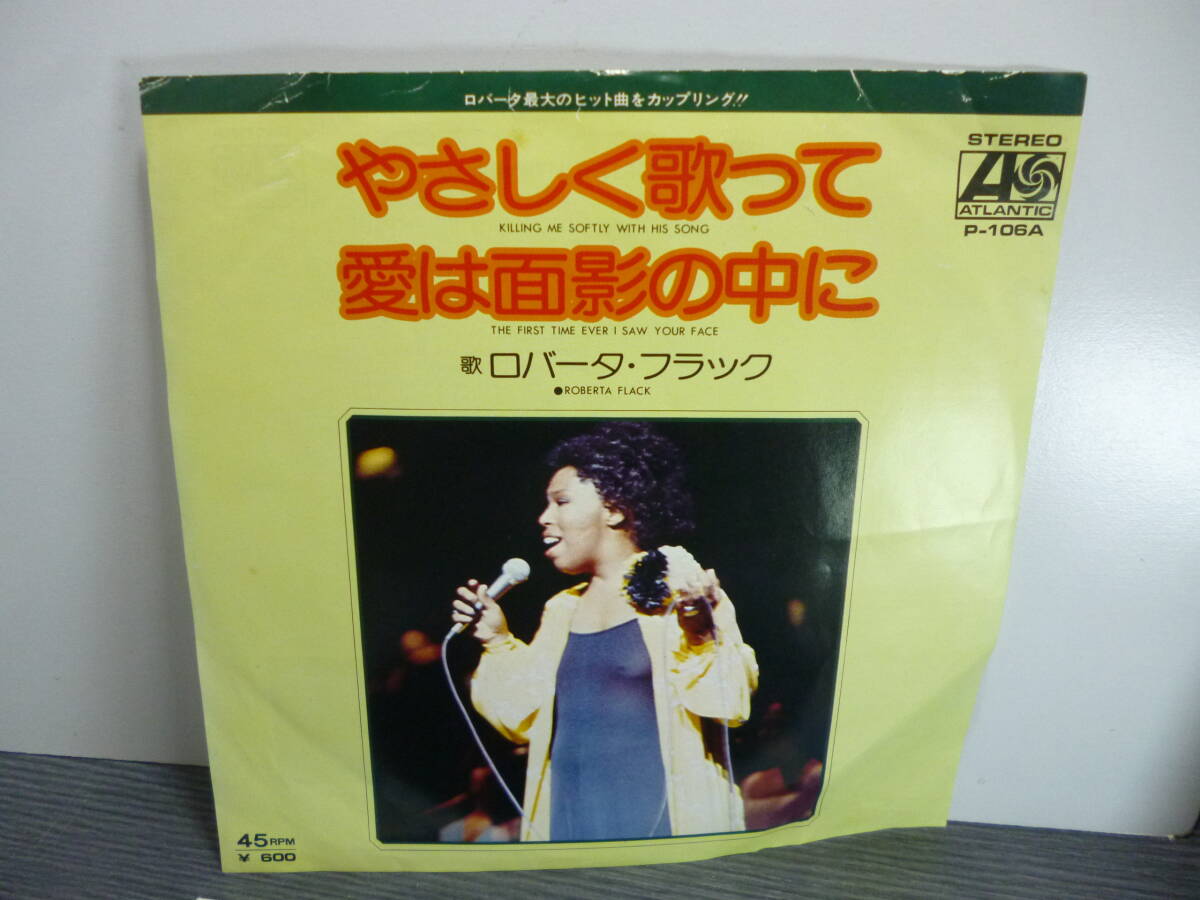 ロバータ最大のヒット曲をカップリング!!
やさしく歌って
KILLING ME SOFTLY WITH HIS SONG
愛は面影の中に
THE FIRST TIME EVER I SAW YOUR FACE
歌 ロバータ・フラック
●ROBERTA FLACK
STEREO
ATLANTIC
P-106A
45RPM
¥ 600